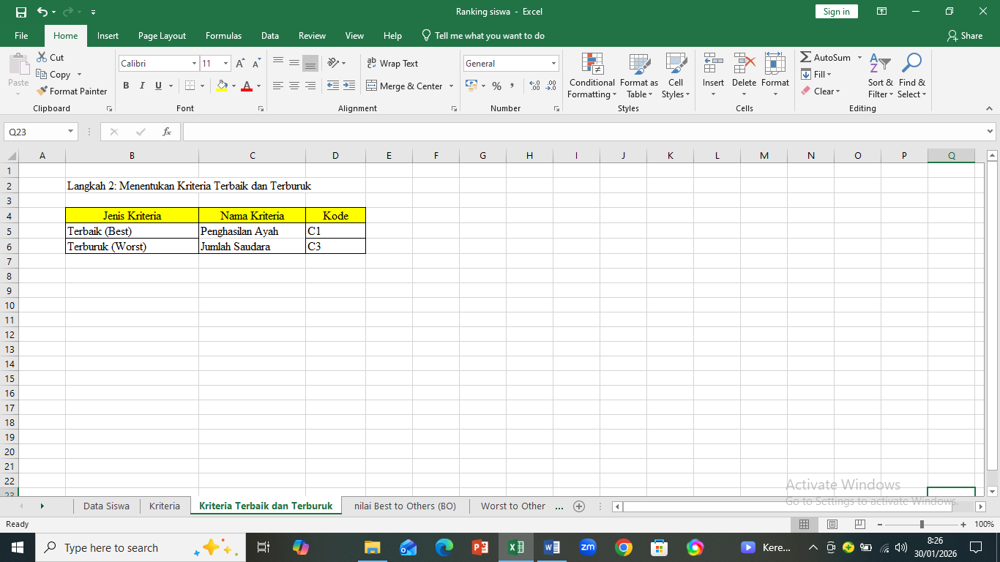 Ranking siswa - Excel
Sign in
File Home Insert Page Layout Formulas Data Review View Help Tell me what you want to do Share
Paste Cut Copy Format Painter
Calibri 11 Wrap Text General
B I U Merge & Center % ,
Conditional Formatting Format as Table Cell Styles
Insert Delete Format
AutoSum Fill Clear
Sort & Filter Find & Select
Clipboard Font Alignment Number Styles Cells Editing
Q23 fx
A B C D E F G H I J K L M N O P Q
1
2 Langkah 2: Menentukan Kriteria Terbaik dan Terburuk
3
4 Jenis Kriteria Nama Kriteria Kode
5 Terbaik (Best) Penghasilan Ayah C1
6 Terburuk (Worst) Jumlah Saudara C3
7
8
9
10
11
12
13
14
15
16
17
18
19
20
21
22
23
Activate Windows
Go to Settings to activate Windows.
Data Siswa Kriteria Kriteria Terbaik dan Terburuk nilai Best to Others (BO) Worst to Other ...
Ready 100%
Type here to search zm Kere... 8:26
30/01/2026